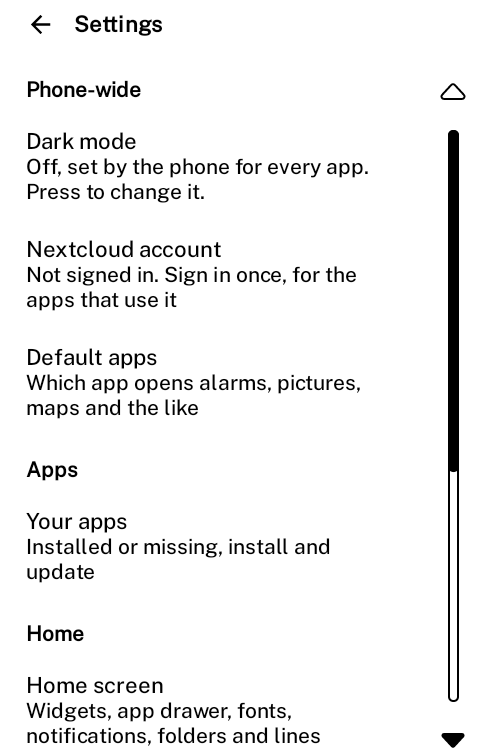 Settings
Phone-wide
Dark mode
Off, set by the phone for every app.
Press to change it.
Nextcloud account
Not signed in. Sign in once, for the
apps that use it
Default apps
Which app opens alarms, pictures,
maps and the like
Apps
Your apps
Installed or missing, install and
update
Home
Home screen
Widgets, app drawer, fonts,
notifications, folders and lines